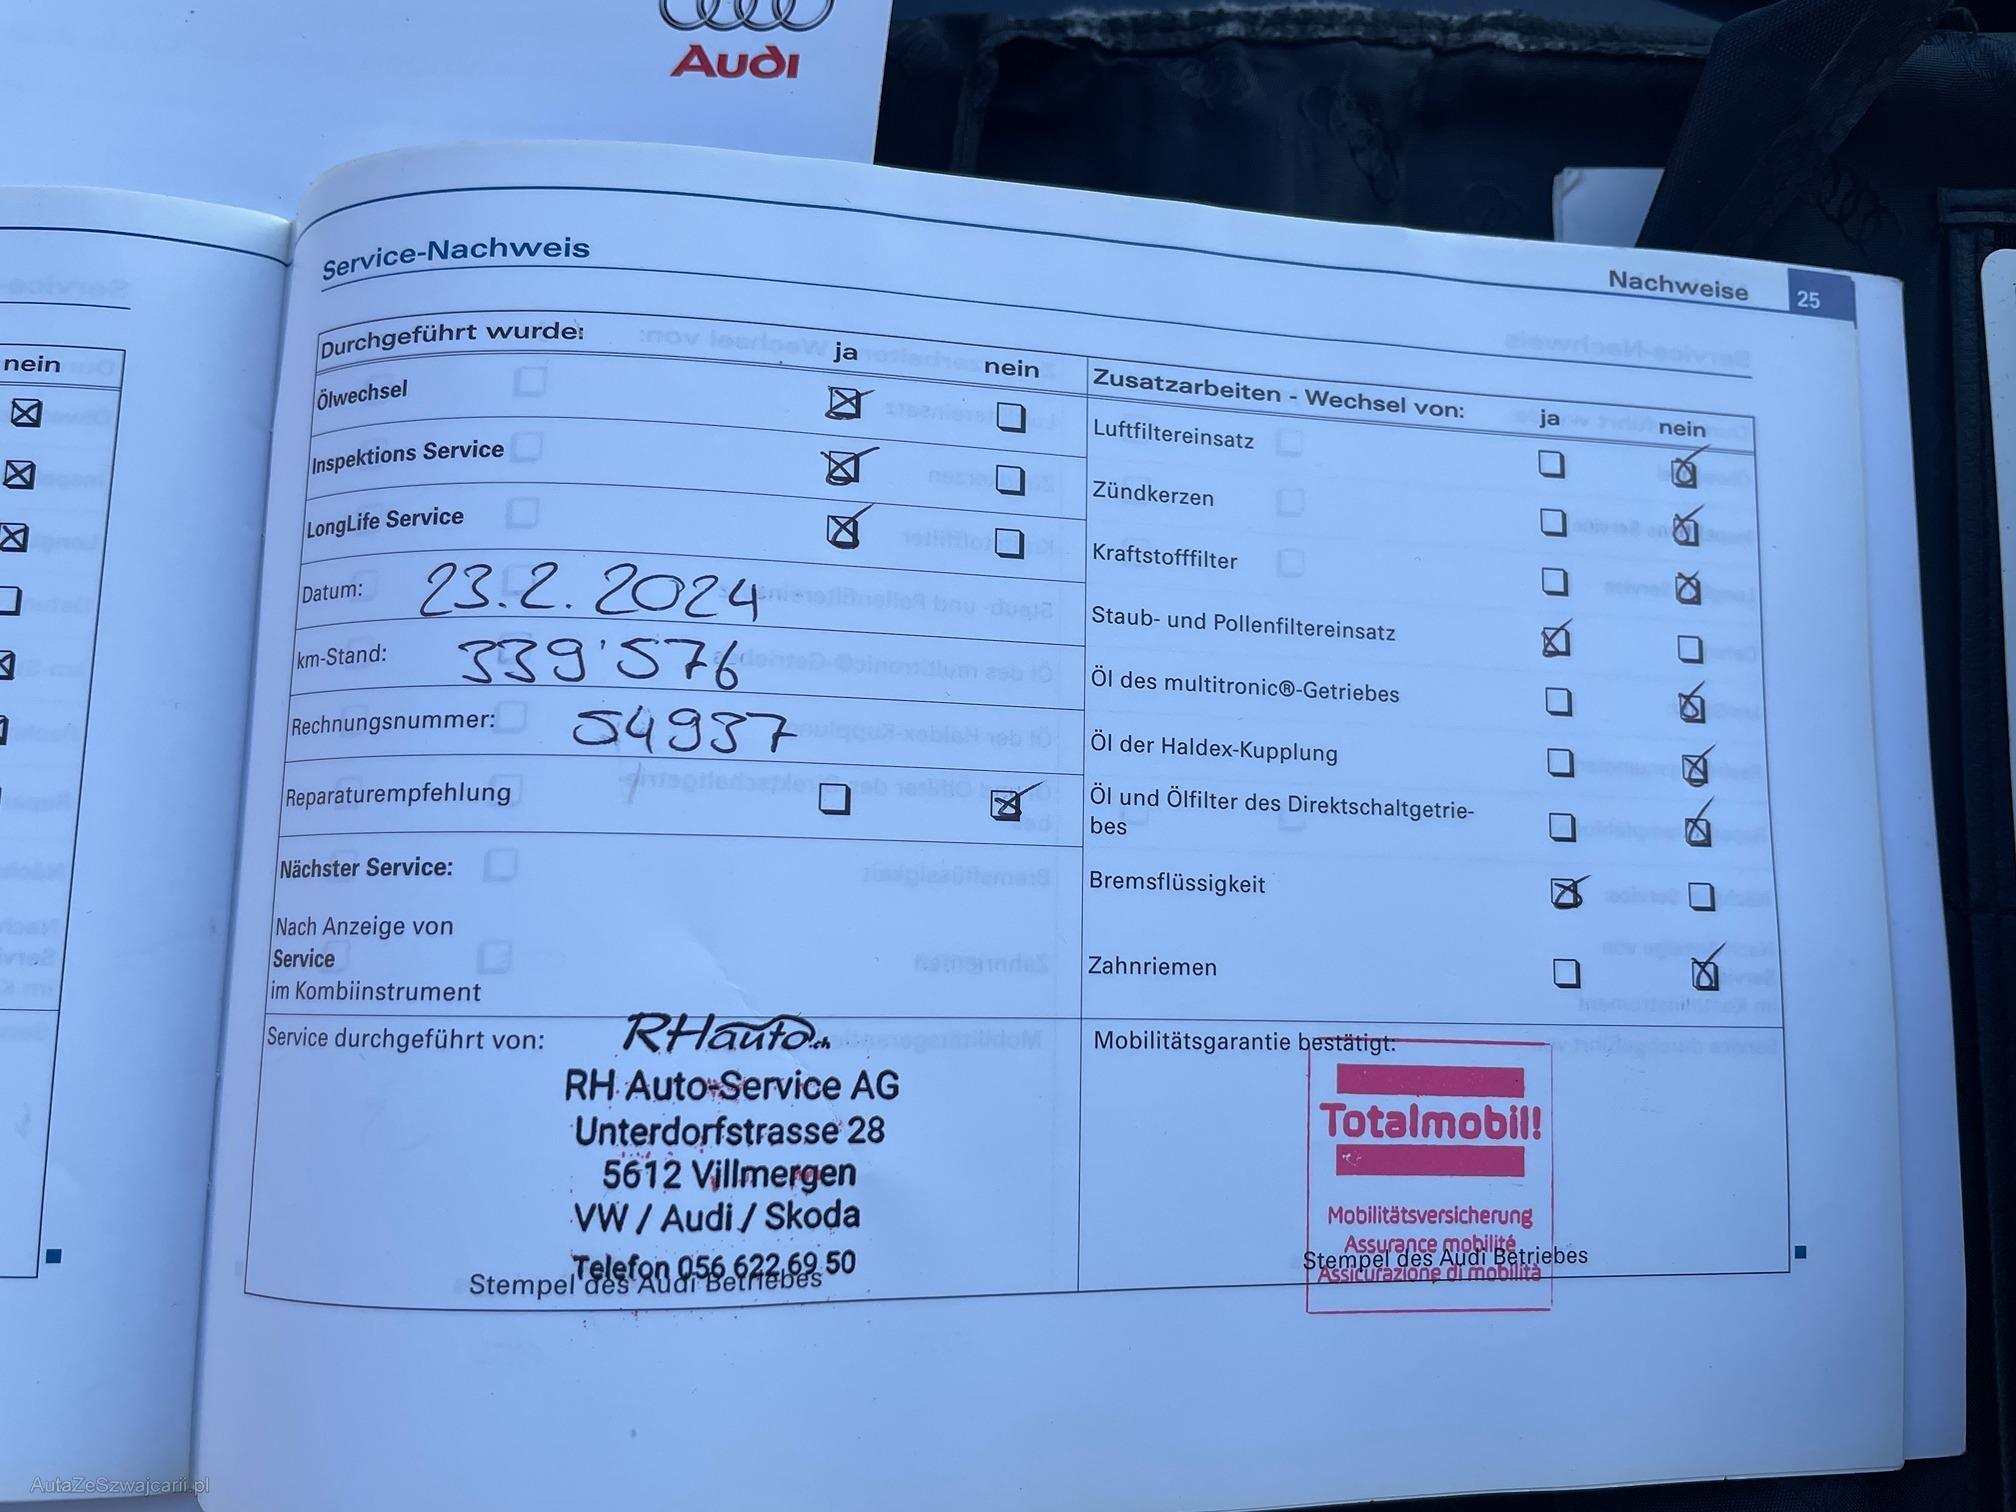 Audi
Service-Nachweis
Nachweise 25
nein
Durchgeführt wurde: ja nein
Ölwechsel
Inspektions Service
LongLife Service
Datum: 23.2.2024
km-Stand: 339'576
Rechnungsnummer: 54937
Reparaturempfehlung
Nächster Service:
Nach Anzeige von
Service
im Kombiinstrument
Zusatzarbeiten - Wechsel von: ja nein
Luftfiltereinsatz
Zündkerzen
Kraftstofffilter
Staub- und Pollenfiltereinsatz
Öl des multitronic®-Getriebes
Öl der Haldex-Kupplung
Öl und Ölfilter des Direktschaltgetrie-
bes
Bremsflüssigkeit
Zahnriemen
Service durchgeführt von:
RHauto.ch
RH Auto-Service AG
Unterdorfstrasse 28
5612 Villmergen
VW / Audi / Skoda
Telefon 056 622 69 50
Stempel des Audi Betriebes
Mobilitätsgarantie bestätigt:
Totalmobil!
Mobilitätsversicherung
Assurance mobilité
Stempel des Audi Betriebes
Assicurazione di mobilità
AutaZeSzwajcarii.pl